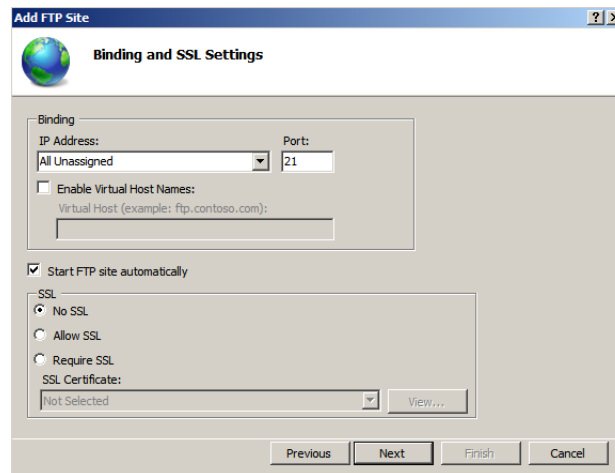 Add FTP Site
Binding and SSL Settings
Binding
IP Address:
Port:
All Unassigned
21
Enable Virtual Host Names:
Virtual Host (example: ftp.contoso.com):
Start FTP site automatically
SSL
No SSL
Allow SSL
Require SSL
SSL Certificate:
Not Selected
View...
Previous
Next
Finish
Cancel